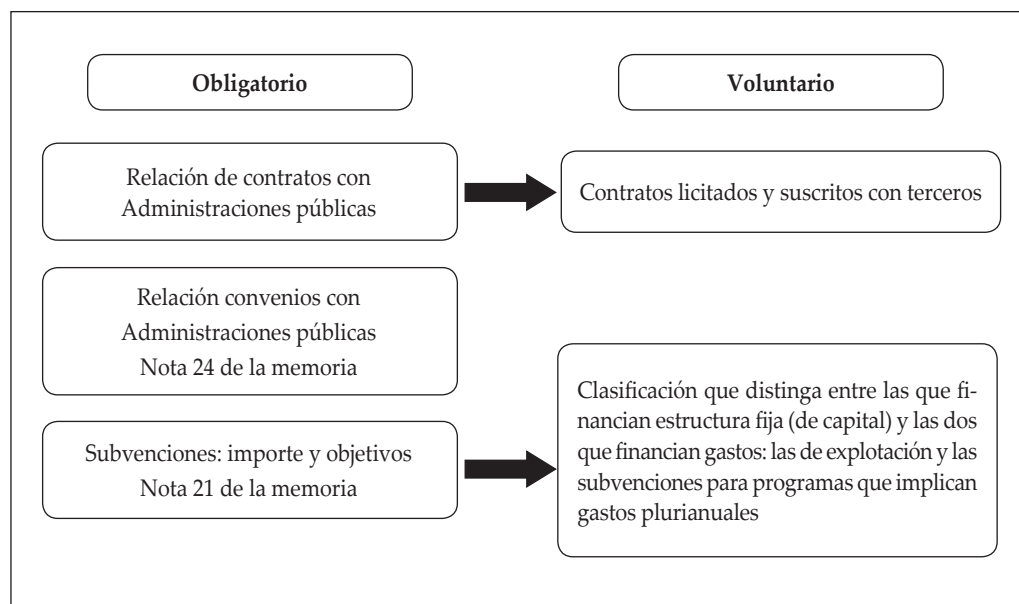 Obligatorio
Voluntario
Relación de contratos con
Administraciones públicas
Contratos licitados y suscritos con terceros
Relación convenios con
Administraciones públicas
Nota 24 de la memoria
Subvenciones: importe y objetivos
Nota 21 de la memoria
Clasificación que distinga entre las que fi-
nancian estructura fija (de capital) y las dos
que financian gastos: las de explotación y las
subvenciones para programas que implican
gastos plurianuales